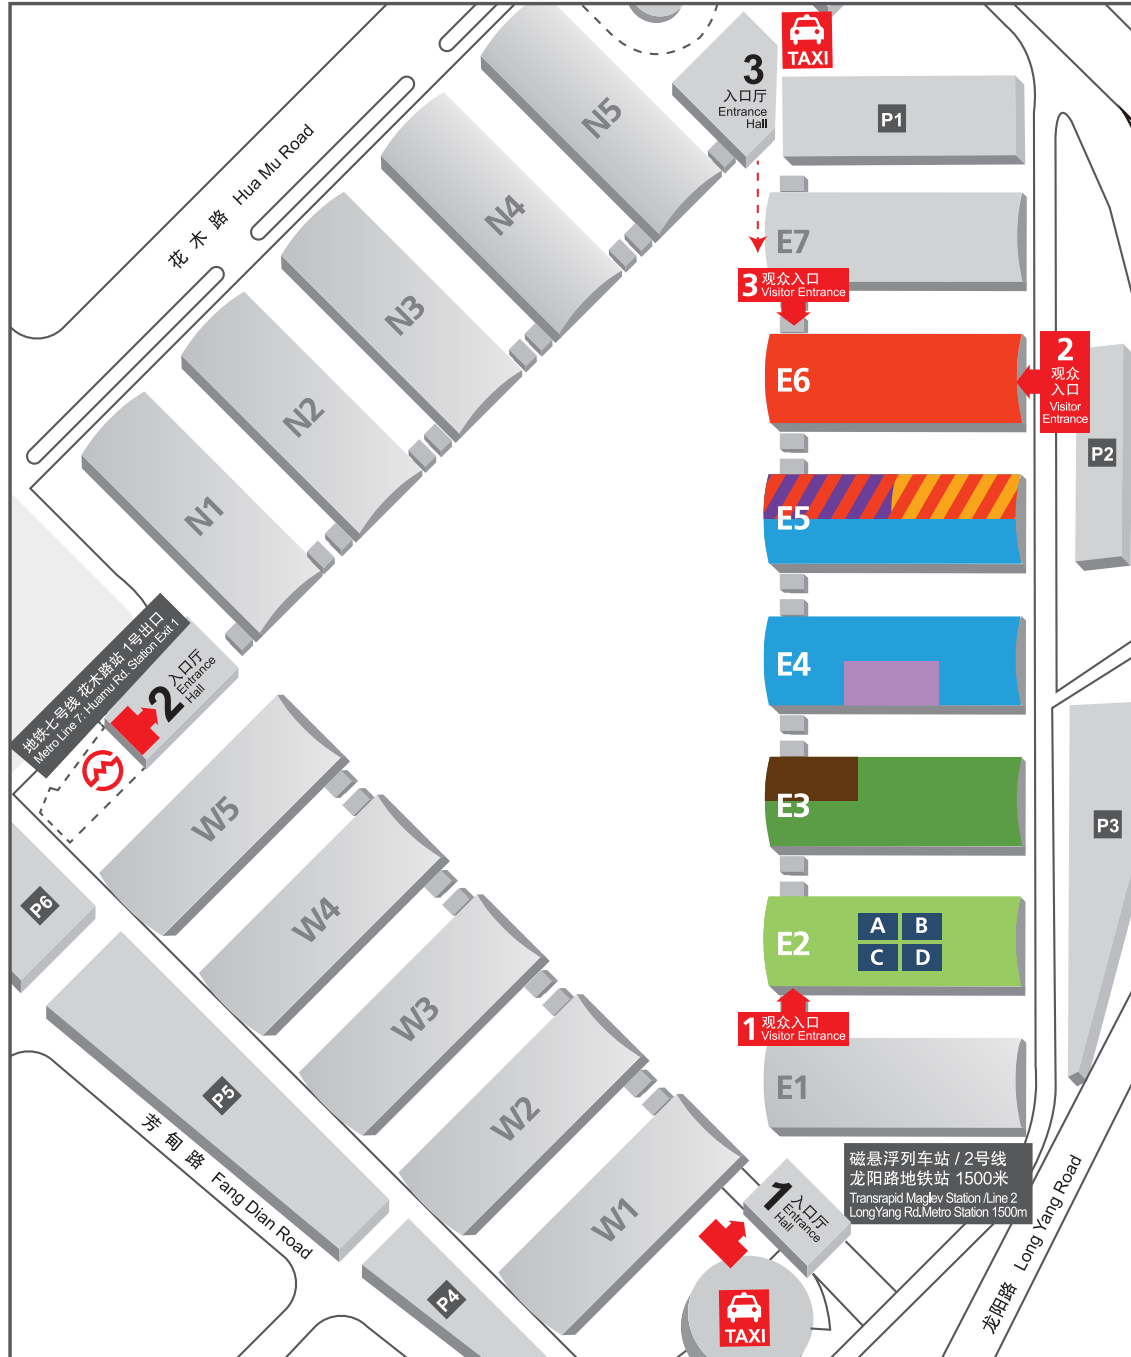 TAXI
3
入口厅
Entrance
Hall
P1
N5
N4
N3
N2
N1
花木路 Hua Mu Road
E7
3 观众入口
Visitor Entrance
E6
2
观众
入口
Visitor
Entrance
P2
E5
E4
E3
P3
E2
A B
C D
1 观众入口
Visitor Entrance
E1
地铁七号线 花木路站 1号出口
Metro Line 7: Huamu Rd. Station Exit 1
2
入口厅
Entrance
Hall
W5
W4
W3
W2
W1
P6
P5
P4
芳甸路 Fang Dian Road
磁悬浮列车站 / 2号线
龙阳路地铁站 1500米
Transrapid Maglev Station /Line 2
LongYang Rd.Metro Station 1500m
1
入口厅
Entrance
Hall
TAXI
龙阳路 Long Yang Road